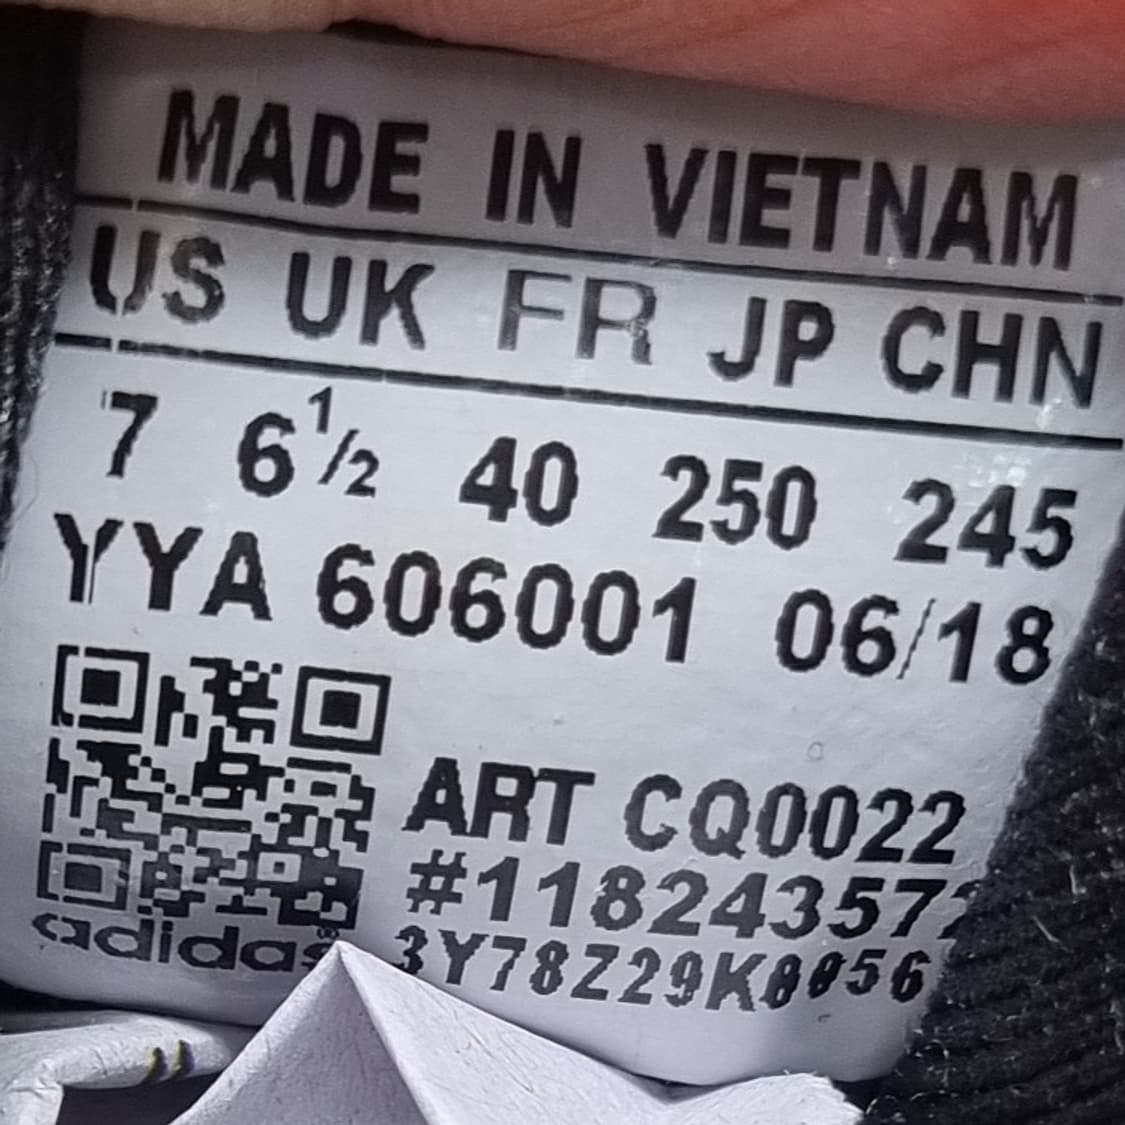 MADE IN VIETNAM
US UK FR JP CHN
7 6½ 40 250 245
YYA 606001 06/18
ART CQ0022
#118243572
adidas®